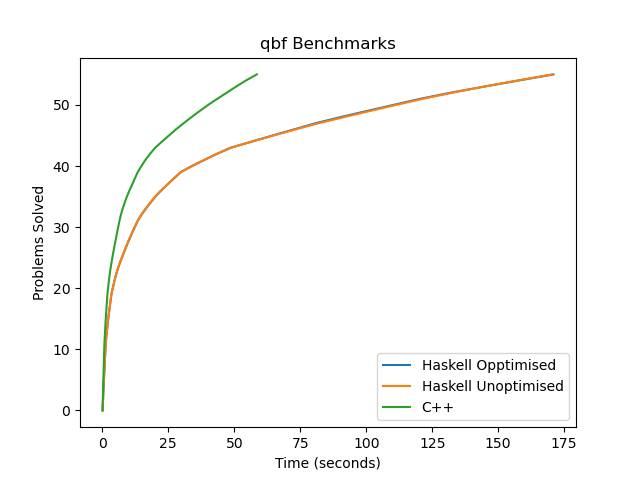 qbf Benchmarks
Problems Solved
50
40
30
20
10
0
0 25 50 75 100 125 150 175
Time (seconds)
Haskell Opptimised
Haskell Unoptimised
C++